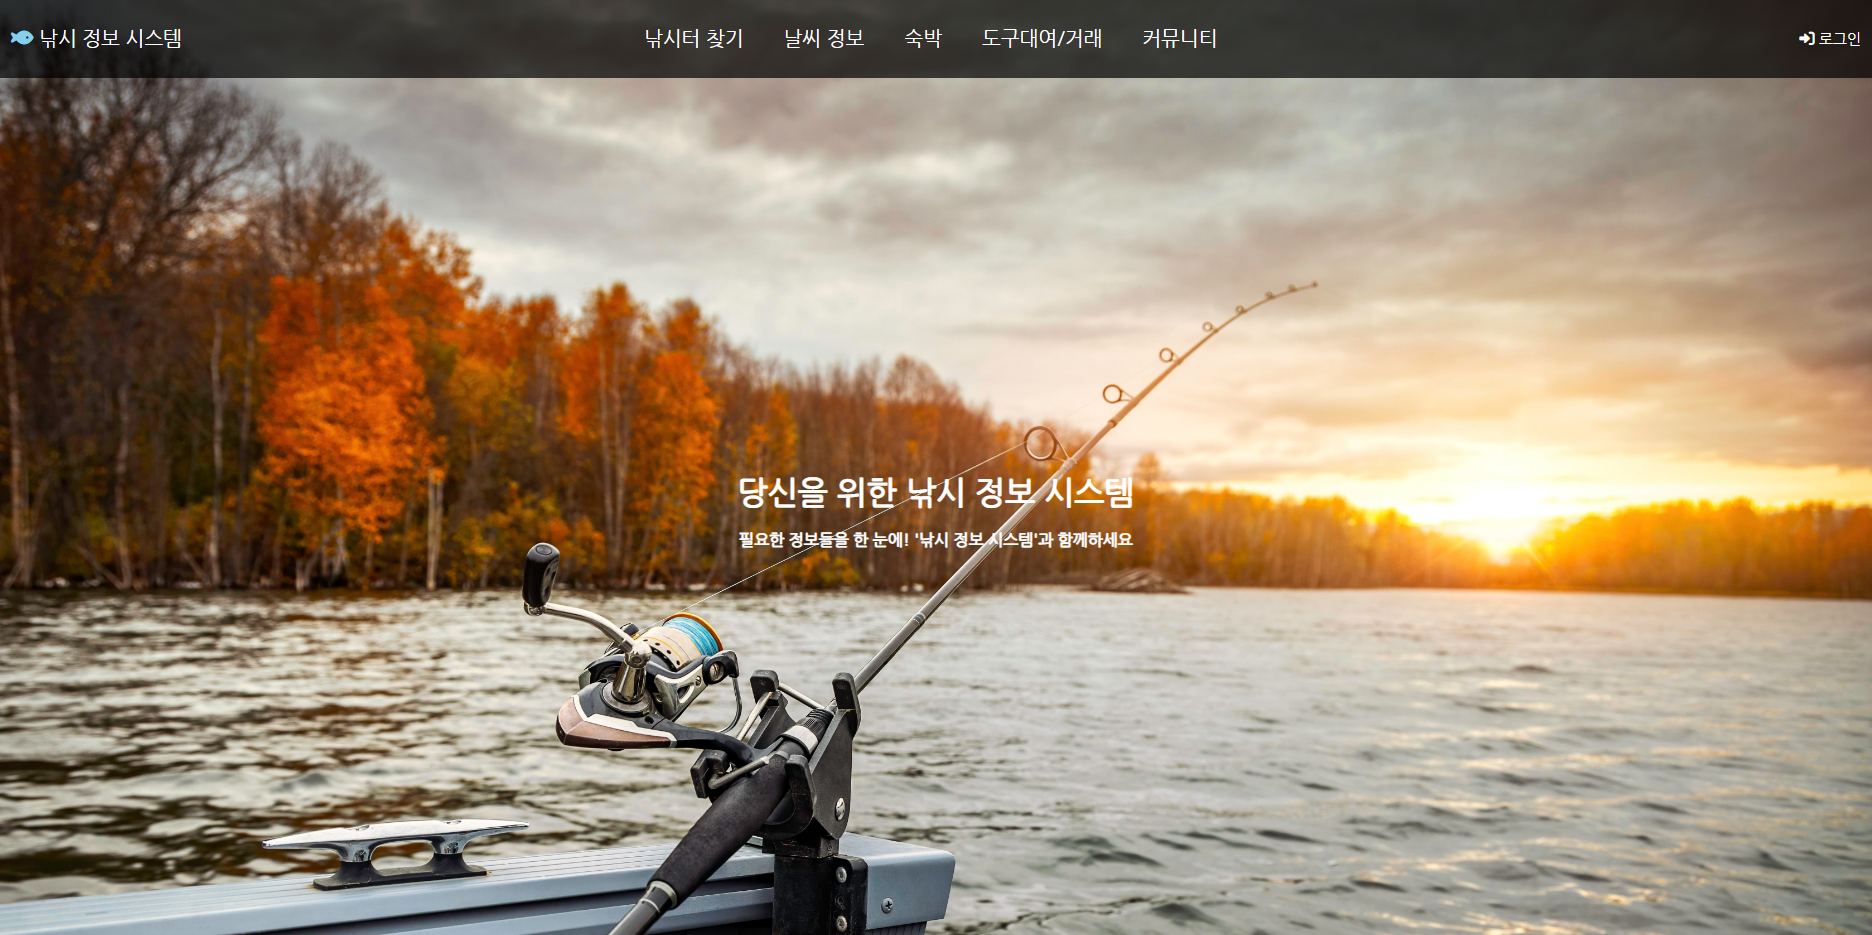 낚시 정보 시스템
낚시터 찾기 날씨 정보 숙박 도구대여/거래 커뮤니티
로그인
당신을 위한 낚시 정보 시스템
필요한 정보들을 한 눈에! '낚시 정보 시스템'과 함께하세요